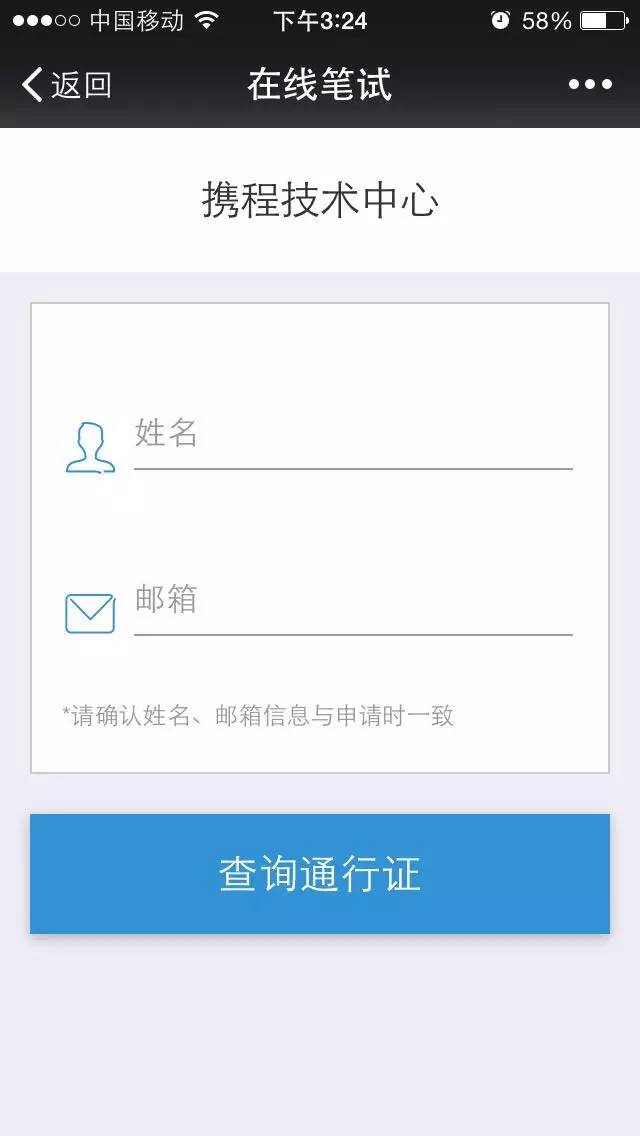 中国移动 下午3:24 58%
返回 在线笔试
携程技术中心
姓名
邮箱
*请确认姓名、邮箱信息与申请时一致
查询通行证